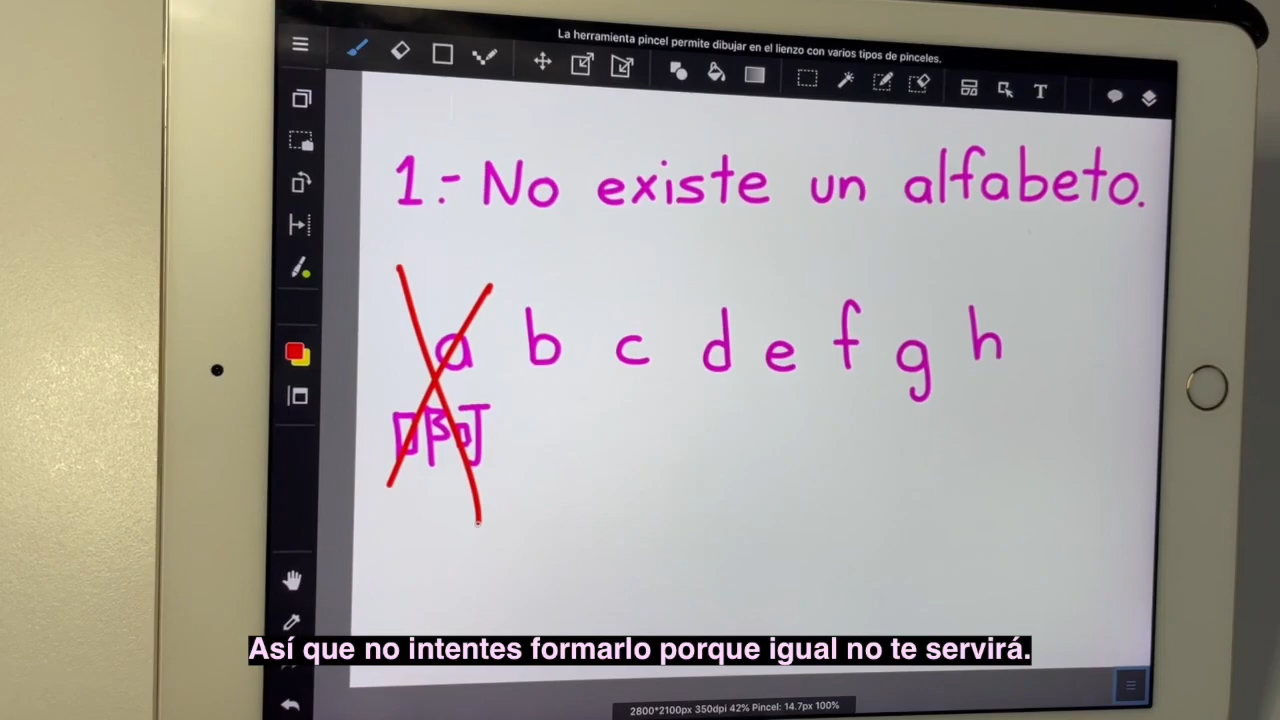 La herramienta pincel permite dibujar en el lienzo con varios tipos de pinceles.
T
1.- No existe un alfabeto.
a b c d e f g h
啊
Así que no intentes formarlo porque igual no te servirá.
2800*2100px 350dpi 42% Pincel: 14.7px 100%